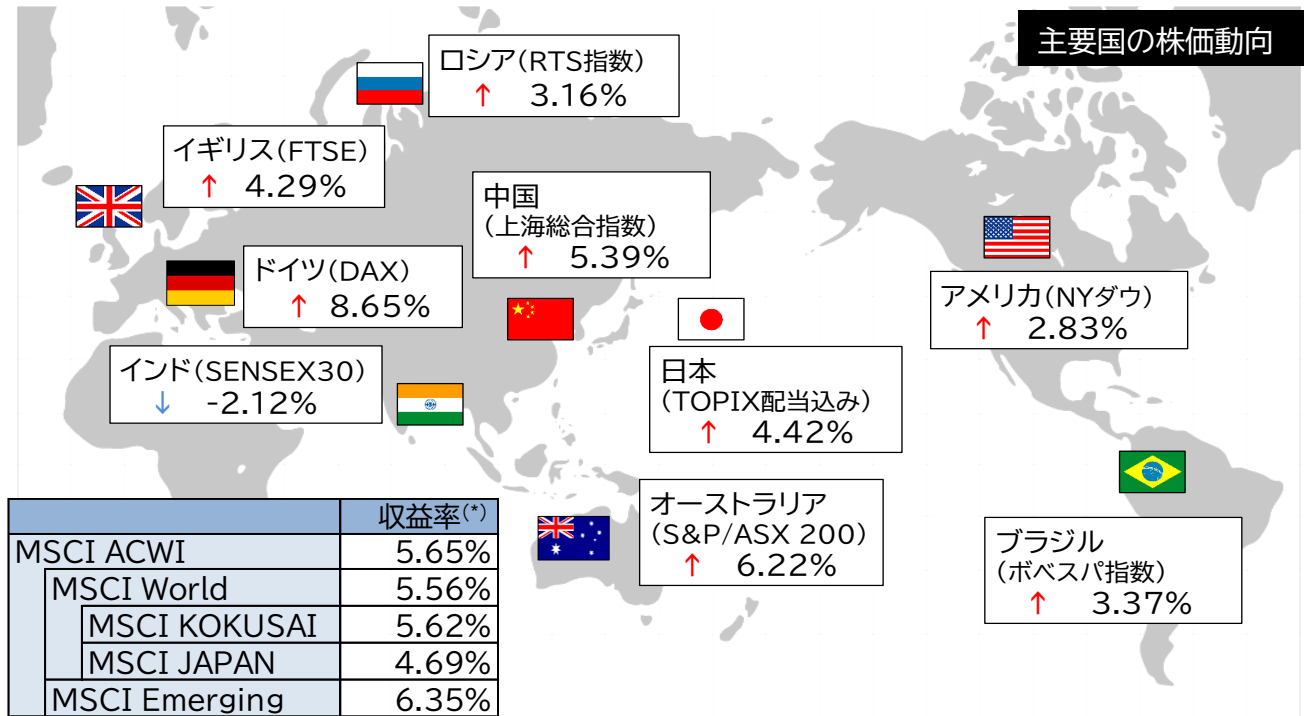 主要国の株価動向
ロシア(RTS指数)
↑ 3.16%
イギリス(FTSE)
↑ 4.29%
中国
(上海総合指数)
↑ 5.39%
ドイツ(DAX)
↑ 8.65%
アメリカ(NYダウ)
↑ 2.83%
インド(SENSEX30)
↓ -2.12%
日本
(TOPIX配当込み)
↑ 4.42%
オーストラリア
(S&P/ASX 200)
↑ 6.22%
ブラジル
(ボベスパ指数)
↑ 3.37%
収益率(*)
MSCI ACWI 5.65%
MSCI World 5.56%
MSCI KOKUSAI 5.62%
MSCI JAPAN 4.69%
MSCI Emerging 6.35%